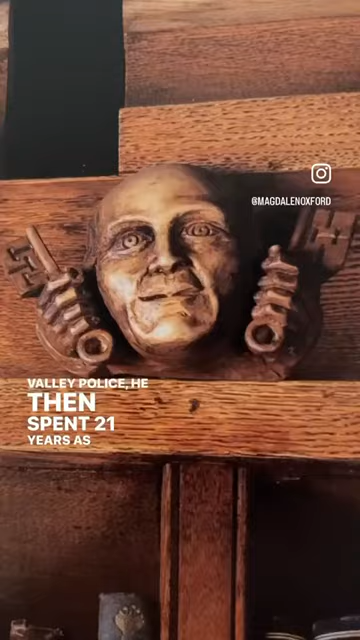 @MAGDALENOXFORD
VALLEY POLICE, HE
THEN
SPENT 21
YEARS AS